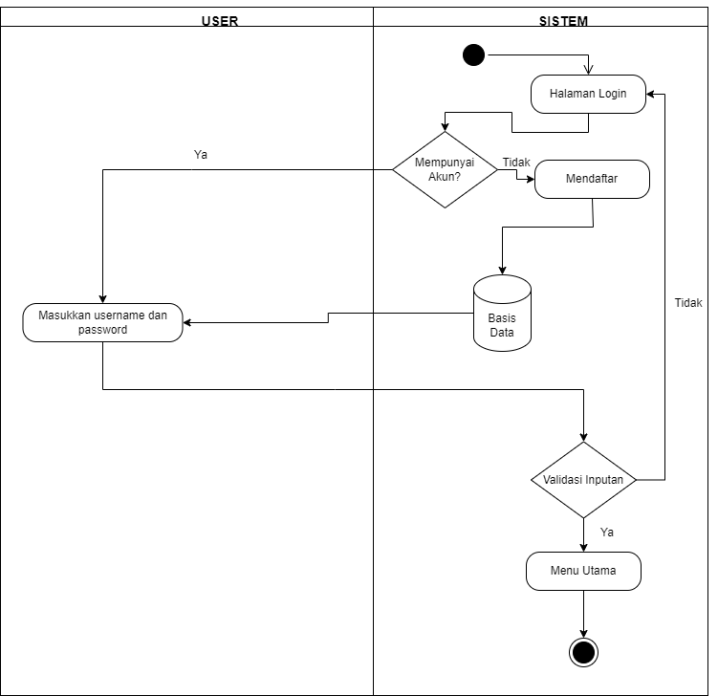 USER
SISTEM
Halaman Login
Ya
Mempunyai
Akun?
Tidak
Mendaftar
Masukkan username dan
password
Basis
Data
Tidak
Validasi Inputan
Ya
Menu Utama